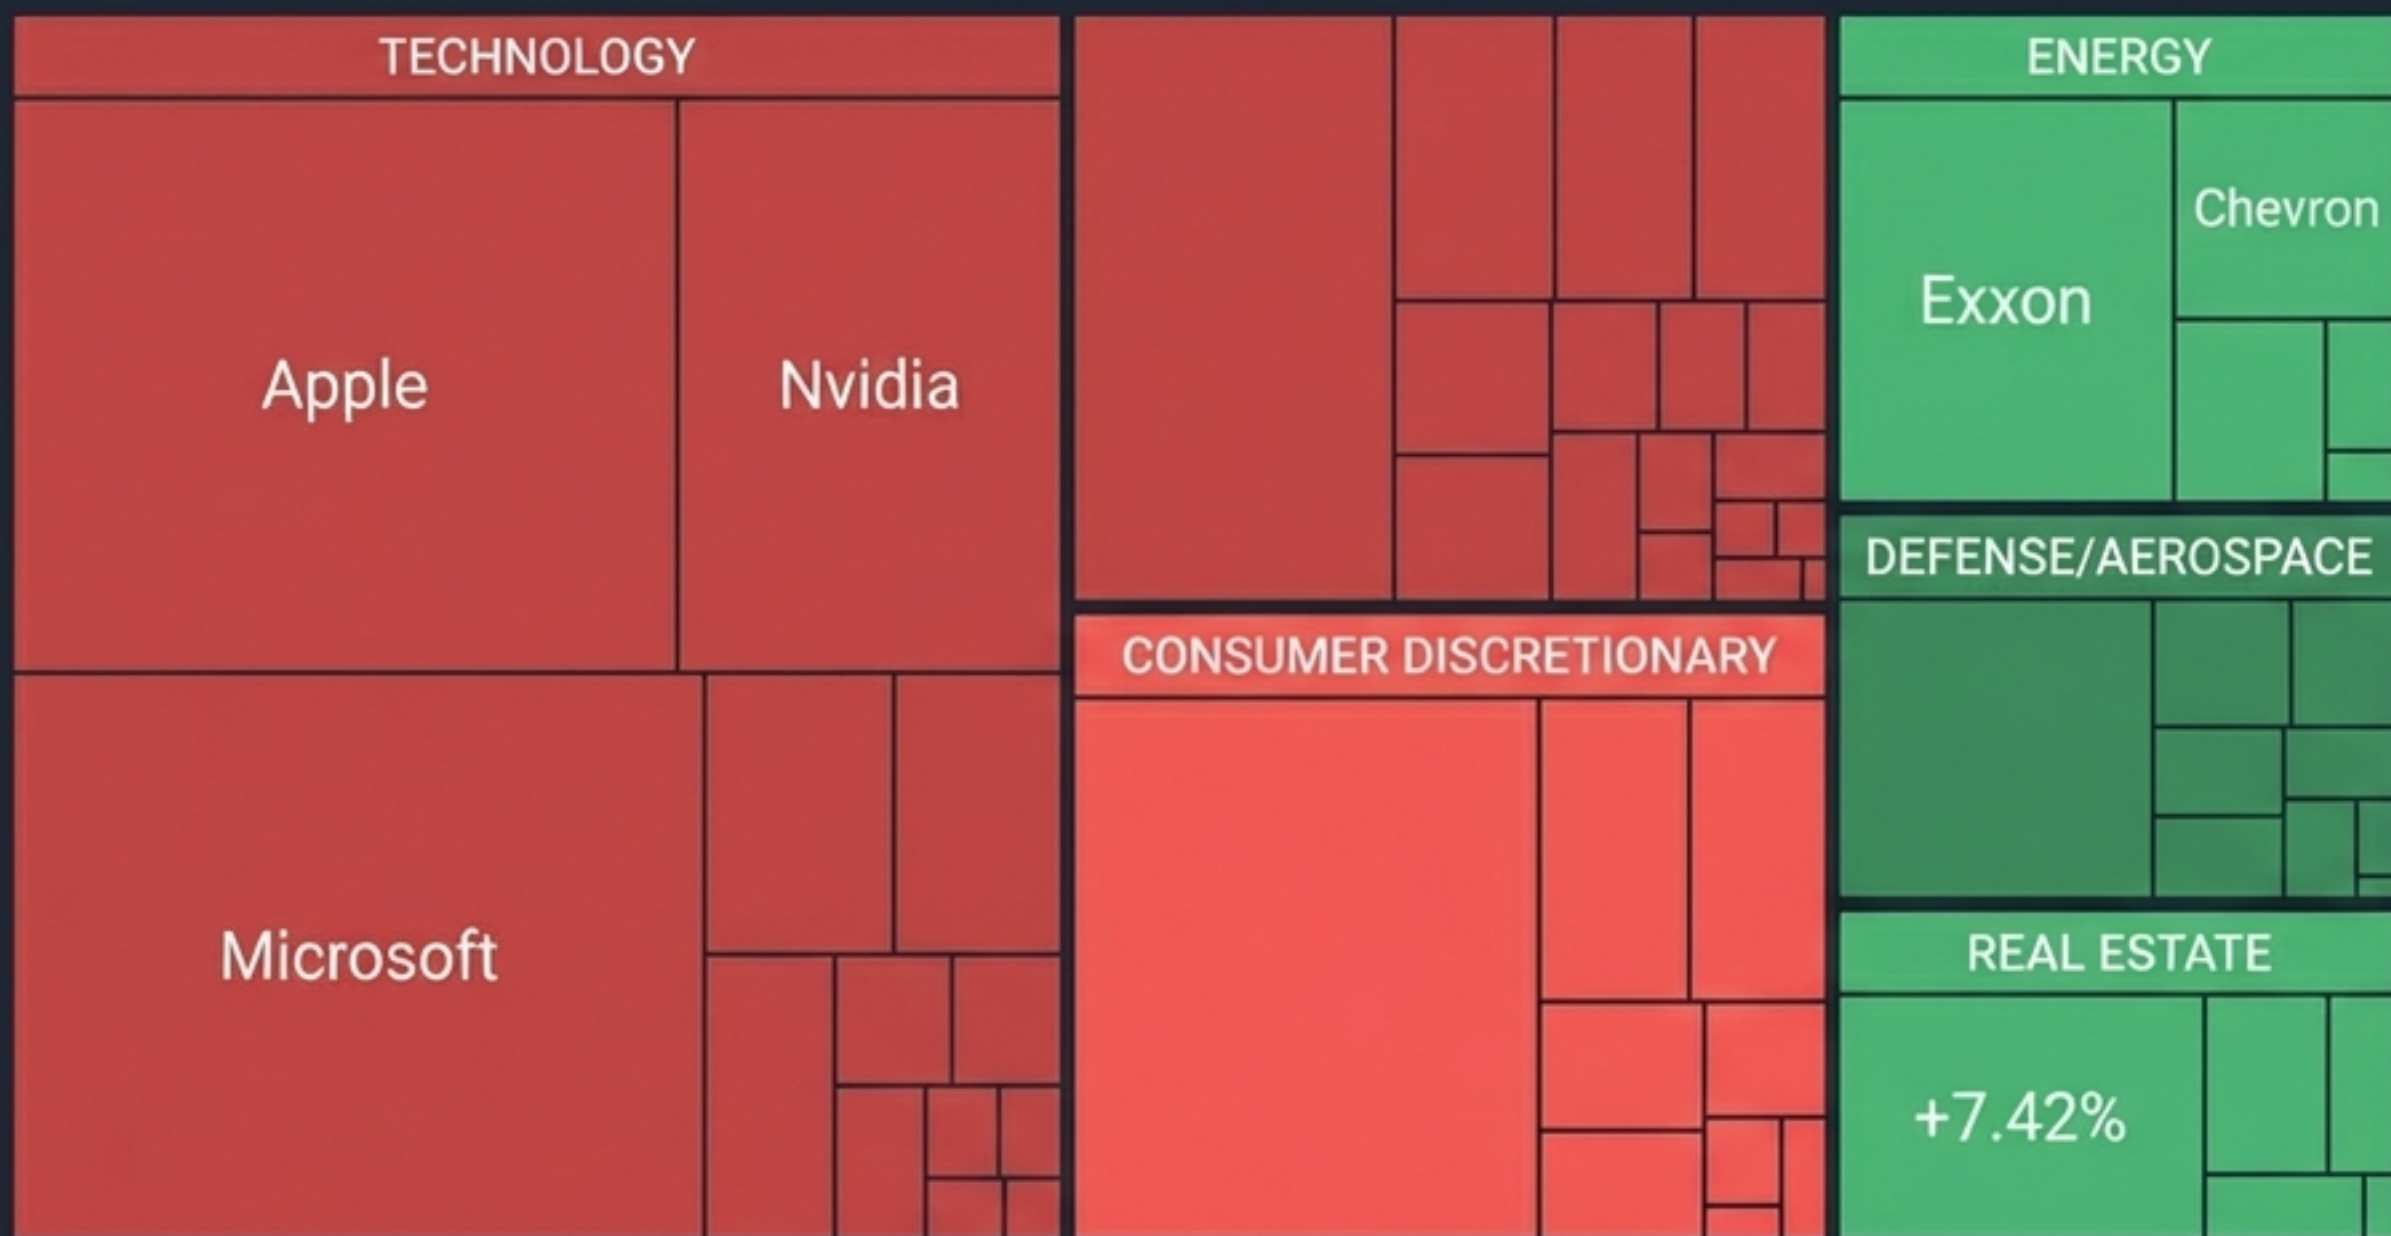 TECHNOLOGY
Apple
Nvidia
Microsoft
CONSUMER DISCRETIONARY
ENERGY
Exxon
Chevron
DEFENSE/AEROSPACE
REAL ESTATE
+7.42%